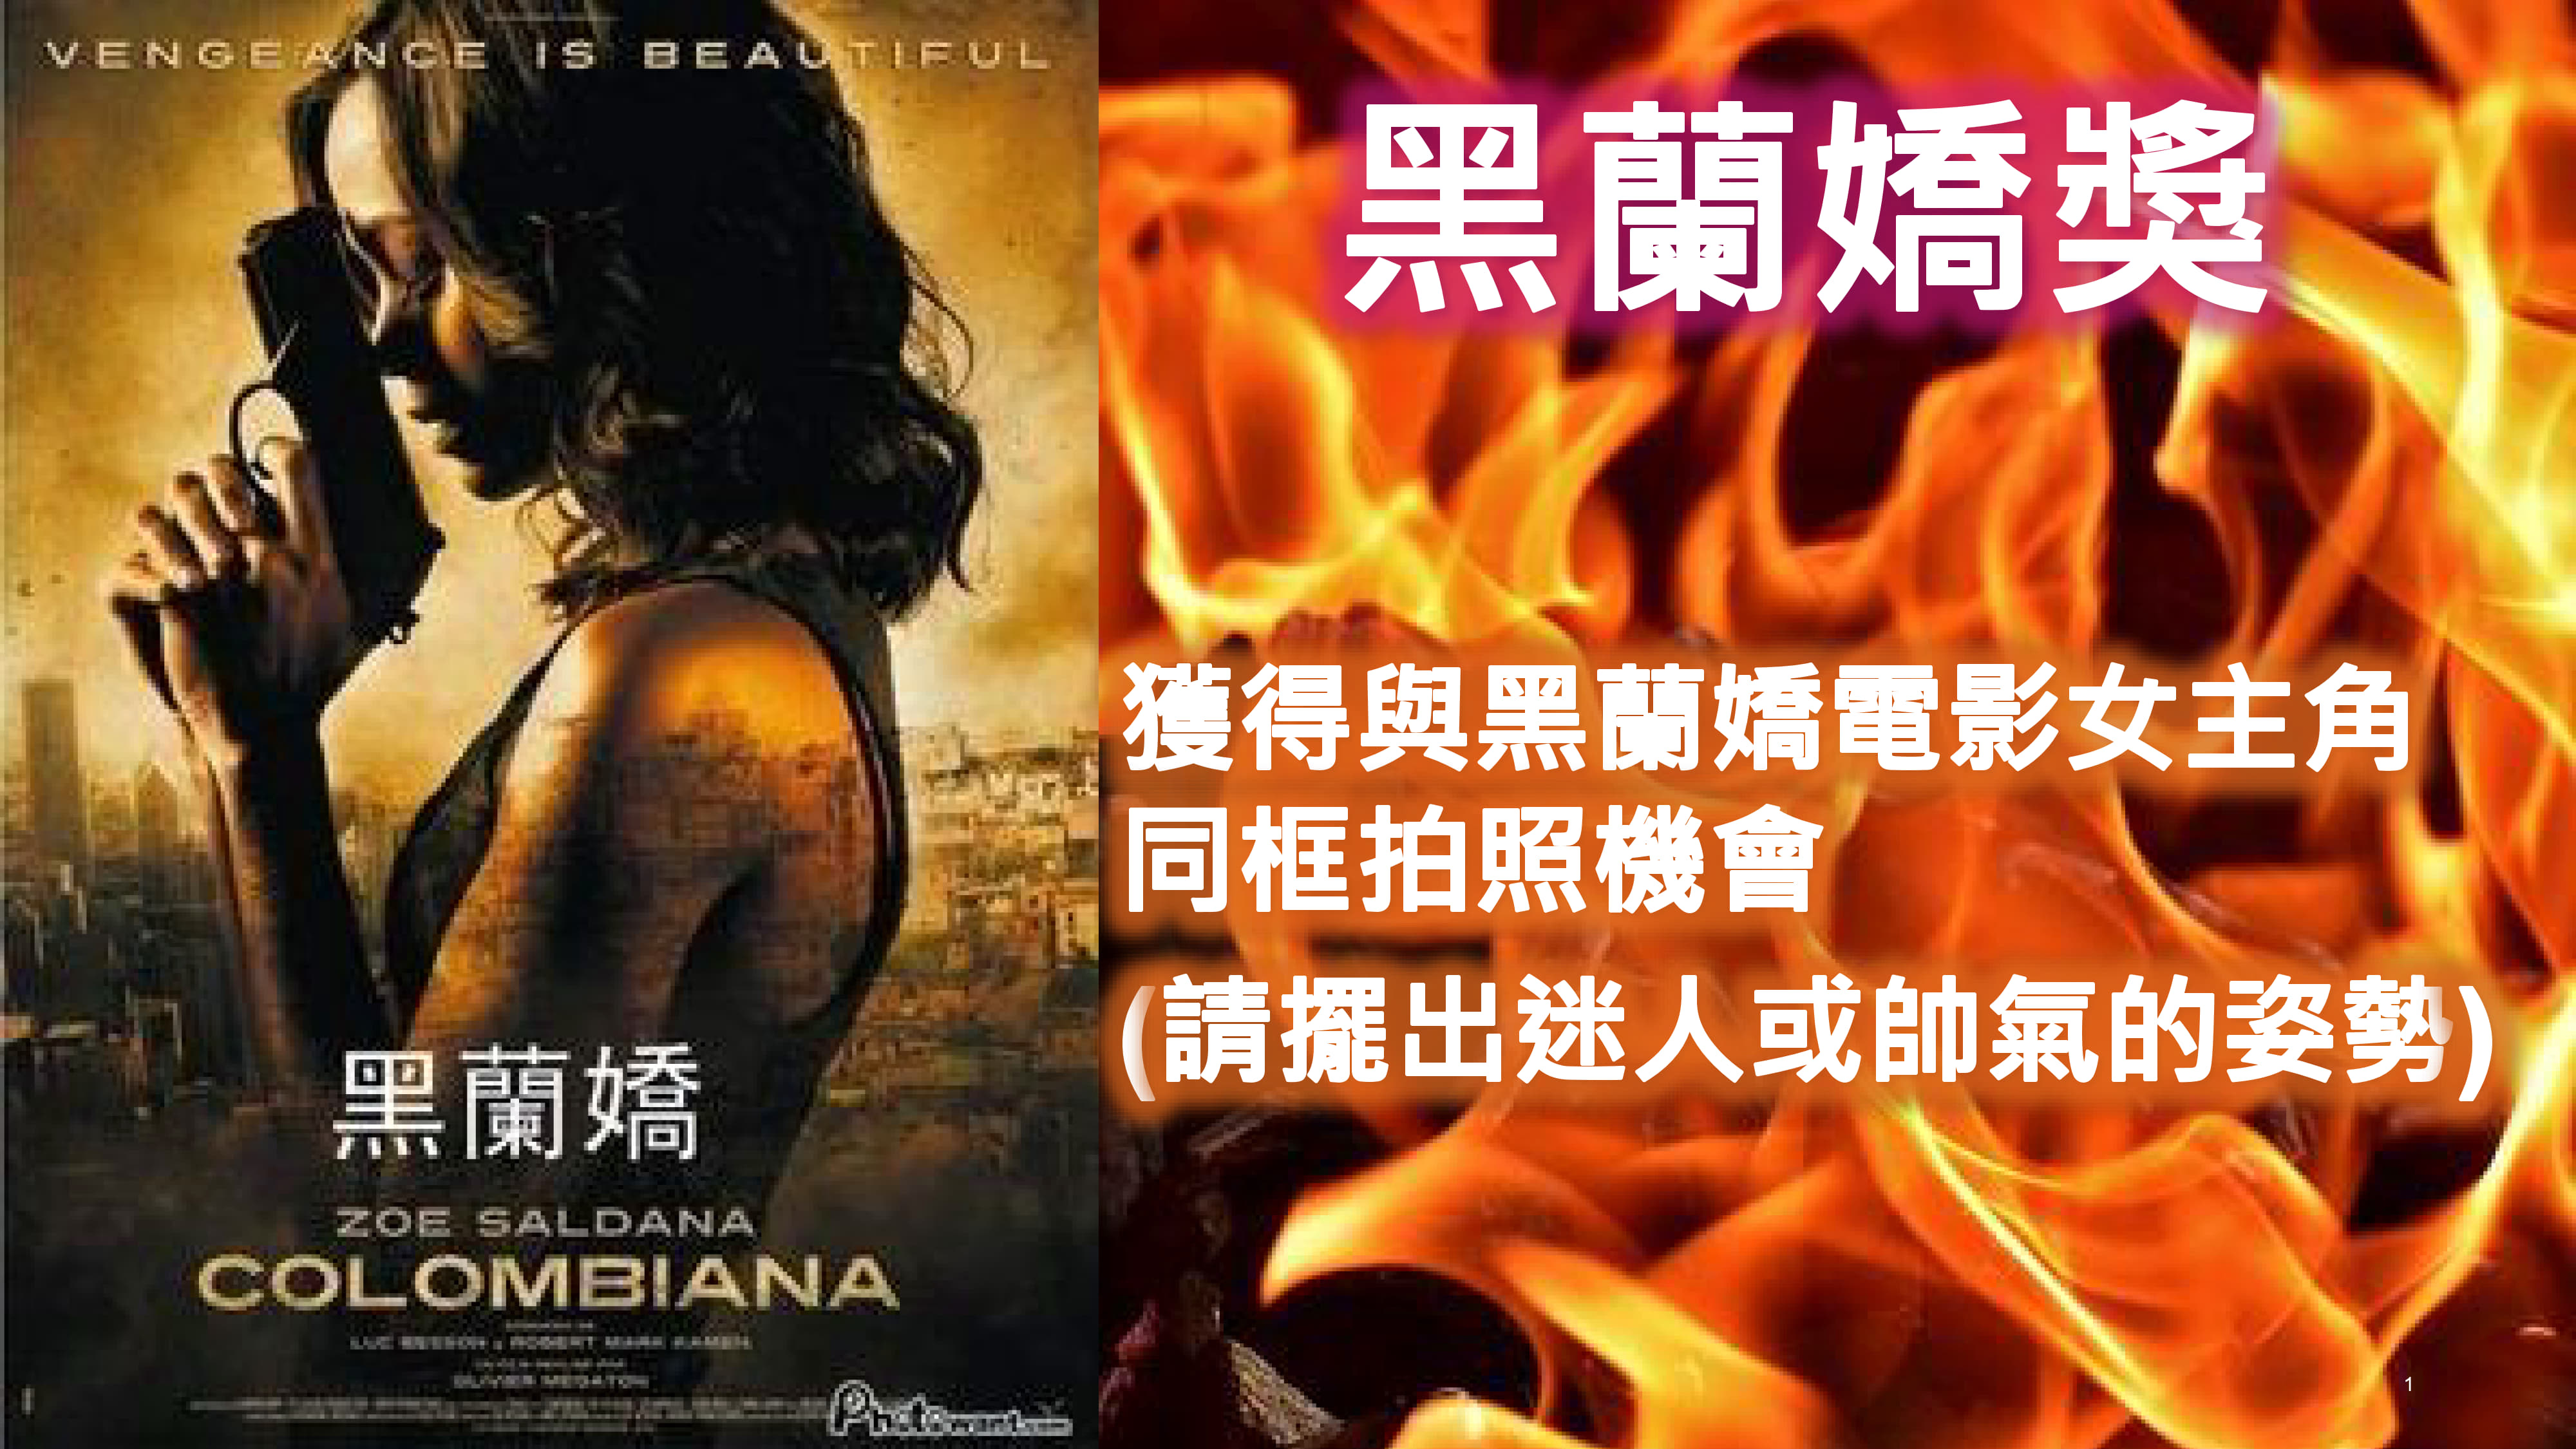 VENGEANCE IS BEAUTIFUL
黑蘭嬌
ZOE SALDANA
COLOMBIANA
LUC BESSON & ROBERT MARK KAMEN
OLIVIER MEGATON
Photowant.com
黑蘭嬌獎
獲得與黑蘭嬌電影女主角
同框拍照機會
(請擺出迷人或帥氣的姿勢)
1